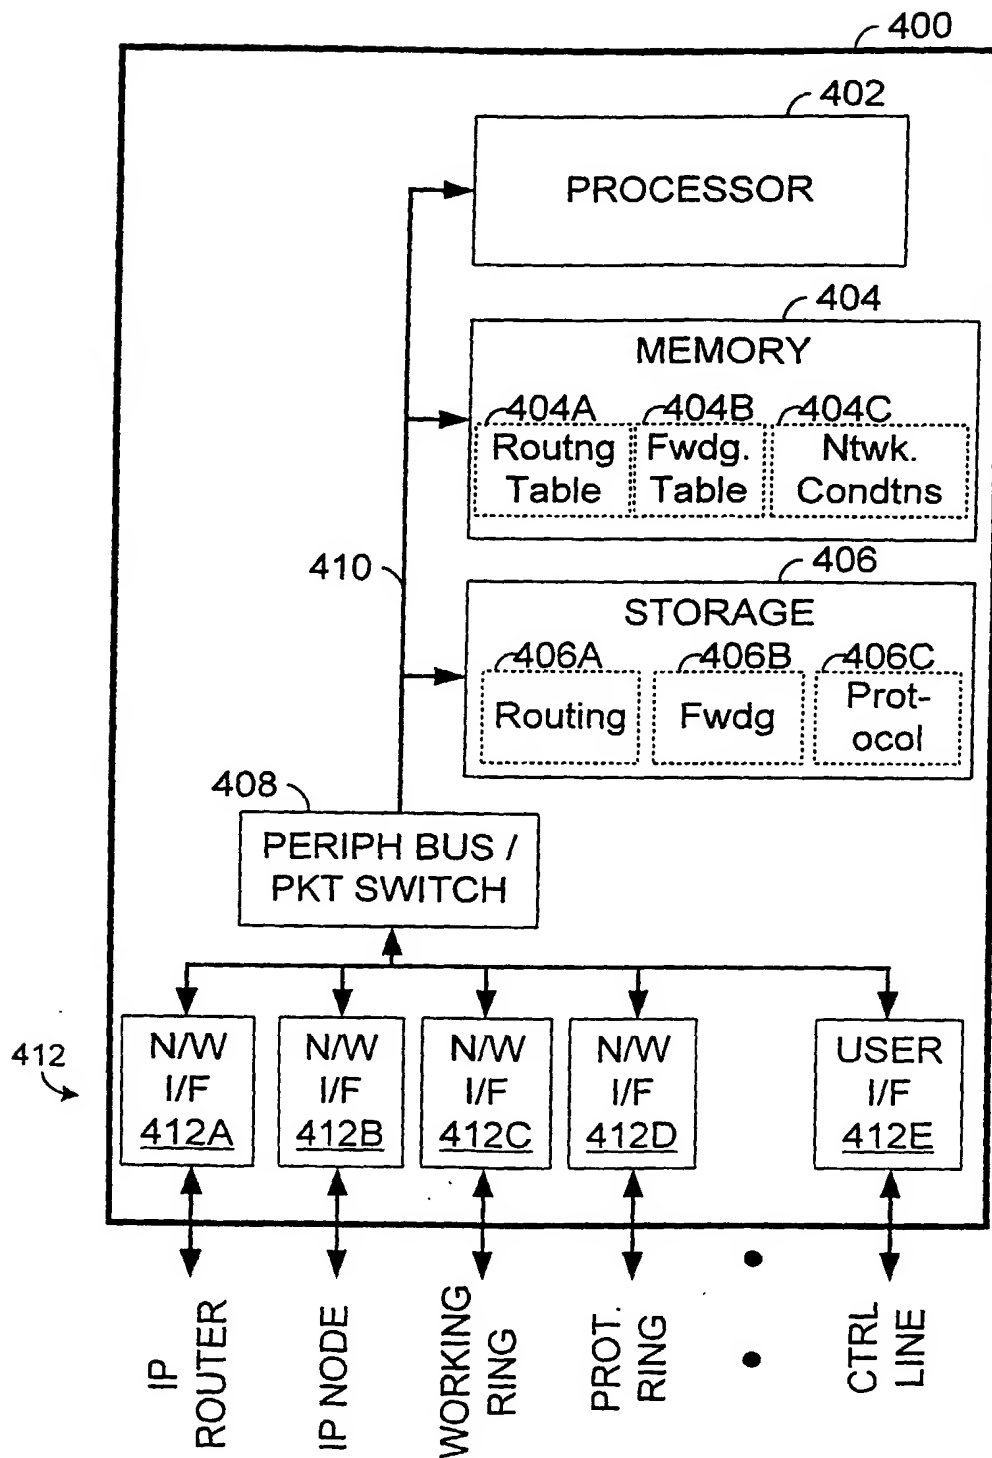 400
402
PROCESSOR
404
MEMORY
404A 404B 404C
Routng Fwdg. Ntwk.
Table Table Condtns
410
406
STORAGE
406A 406B 406C
Routing Fwdg Prot-
ocol
408
PERIPH BUS /
PKT SWITCH
412
N/W N/W N/W N/W USER
I/F I/F I/F I/F I/F
412A 412B 412C 412D 412E
IP
ROUTER
IP NODE
WORKING
RING
PROT.
RING
CTRL
LINE